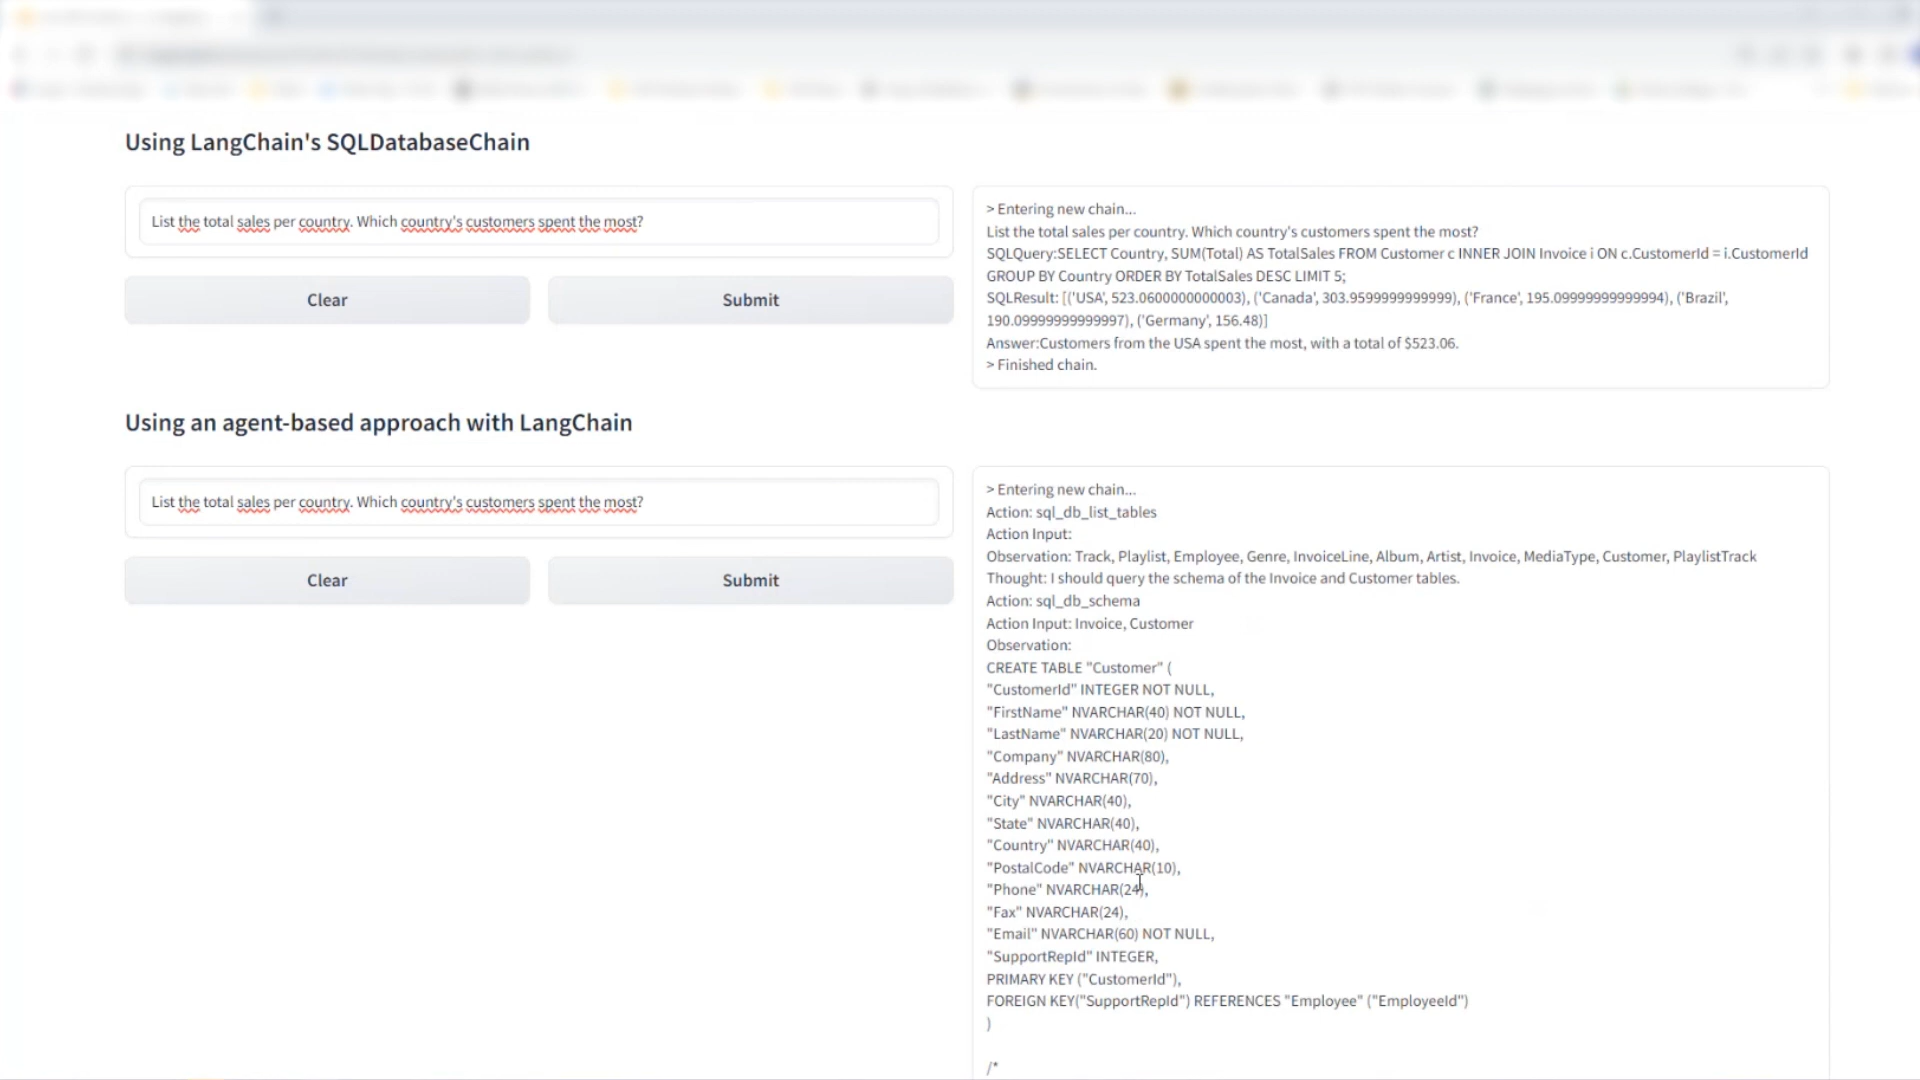 Using LangChain's SQLDatabaseChain
List the total sales per country. Which country's customers spent the most?
Clear
Submit
> Entering new chain...
List the total sales per country. Which country's customers spent the most?
SQLQuery:SELECT Country, SUM(Total) AS TotalSales FROM Customer c INNER JOIN Invoice i ON c.CustomerId = i.CustomerId
GROUP BY Country ORDER BY TotalSales DESC LIMIT 5;
SQLResult: [('USA', 523.0600000000003), ('Canada', 303.9599999999999), ('France', 195.09999999999994), ('Brazil',
190.09999999999997), ('Germany', 156.48)]
Answer:Customers from the USA spent the most, with a total of $523.06.
> Finished chain.
Using an agent-based approach with LangChain
List the total sales per country. Which country's customers spent the most?
Clear
Submit
> Entering new chain...
Action: sql_db_list_tables
Action Input:
Observation: Track, Playlist, Employee, Genre, InvoiceLine, Album, Artist, Invoice, MediaType, Customer, PlaylistTrack
Thought: I should query the schema of the Invoice and Customer tables.
Action: sql_db_schema
Action Input: Invoice, Customer
Observation:
CREATE TABLE "Customer" (
"CustomerId" INTEGER NOT NULL,
"FirstName" NVARCHAR(40) NOT NULL,
"LastName" NVARCHAR(20) NOT NULL,
"Company" NVARCHAR(80),
"Address" NVARCHAR(70),
"City" NVARCHAR(40),
"State" NVARCHAR(40),
"Country" NVARCHAR(40),
"PostalCode" NVARCHAR(10),
"Phone" NVARCHAR(24),
"Fax" NVARCHAR(24),
"Email" NVARCHAR(60) NOT NULL,
"SupportRepId" INTEGER,
PRIMARY KEY ("CustomerId"),
FOREIGN KEY("SupportRepId") REFERENCES "Employee" ("EmployeeId")
)
/*